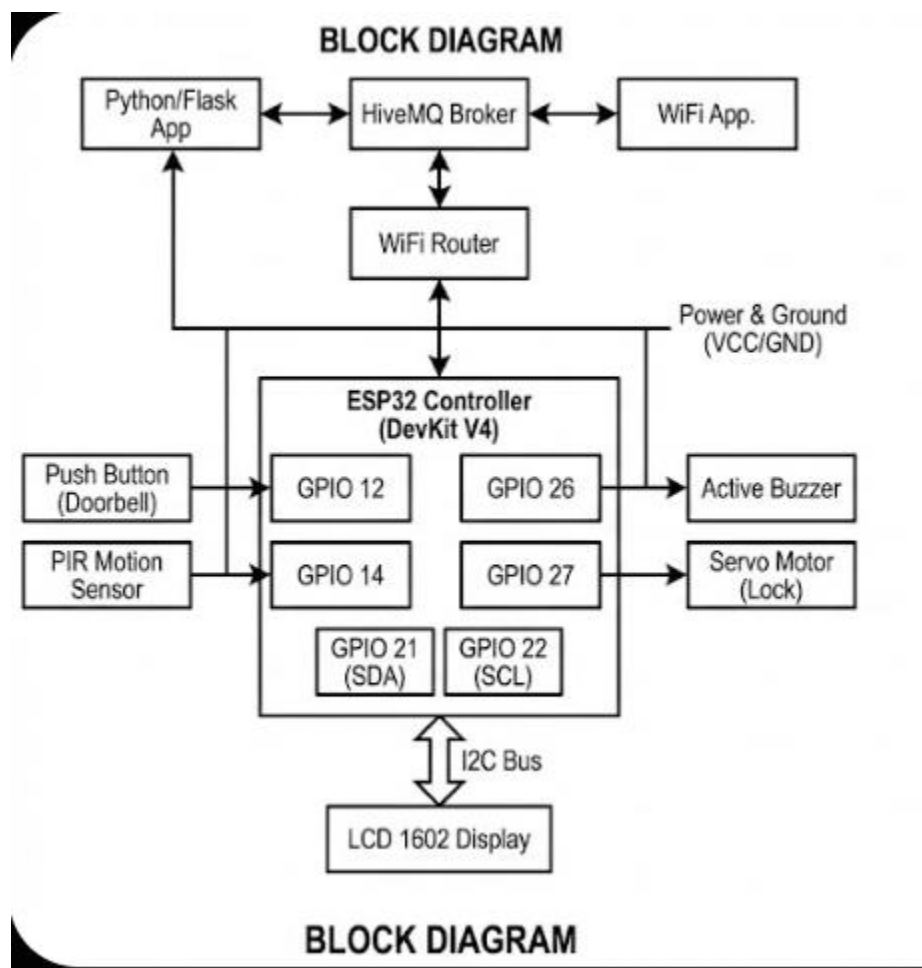 BLOCK DIAGRAM
Python/Flask
App
HiveMQ Broker
WiFi App.
WiFi Router
Power & Ground
(VCC/GND)
ESP32 Controller
(DevKit V4)
Push Button
(Doorbell)
GPIO 12
GPIO 26
Active Buzzer
PIR Motion
Sensor
GPIO 14
GPIO 27
Servo Motor
(Lock)
GPIO 21
(SDA)
GPIO 22
(SCL)
I2C Bus
LCD 1602 Display
BLOCK DIAGRAM